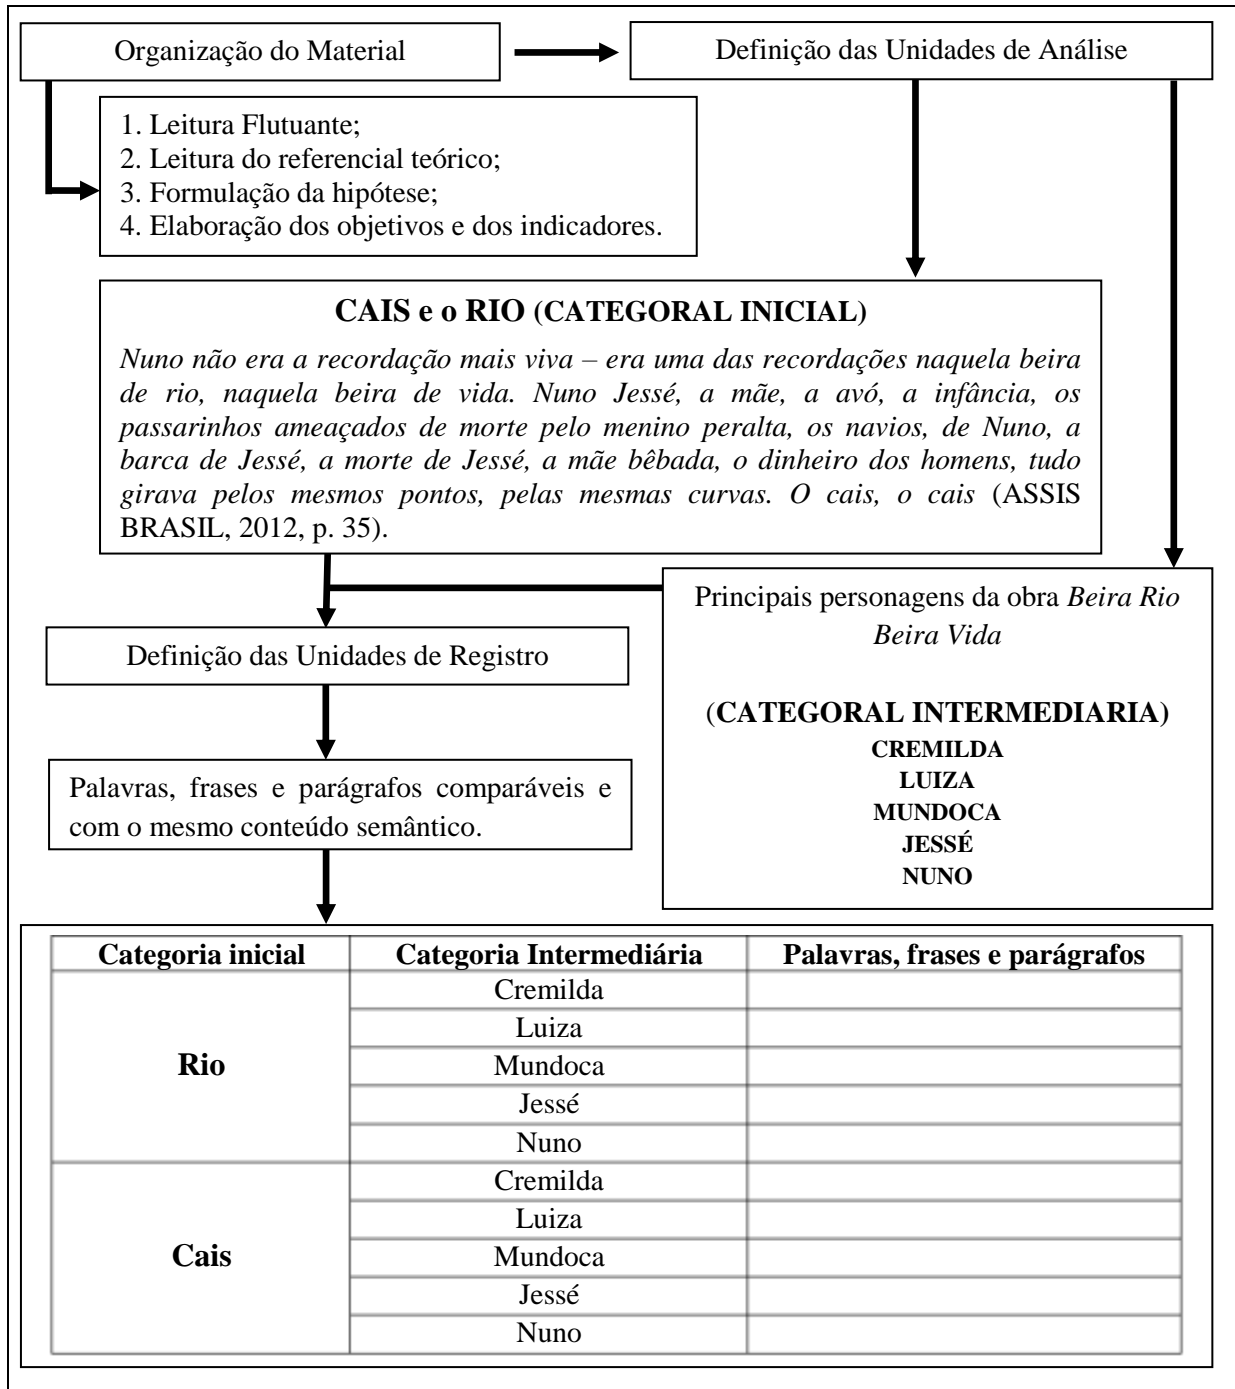 Organização do Material
Definição das Unidades de Análise
1. Leitura Flutuante;
2. Leitura do referencial teórico;
3. Formulação da hipótese;
4. Elaboração dos objetivos e dos indicadores.
CAIS e o RIO (CATEGORAL INICIAL)
Nuno não era a recordação mais viva – era uma das recordações naquela beira
de rio, naquela beira de vida. Nuno Jessé, a mãe, a avó, a infância, os
passarinhos ameaçados de morte pelo menino peralta, os navios, de Nuno, a
barca de Jessé, a morte de Jessé, a mãe bêbada, o dinheiro dos homens, tudo
girava pelos mesmos pontos, pelas mesmas curvas. O cais, o cais (ASSIS
BRASIL, 2012, p. 35).
Principais personagens da obra Beira Rio
Beira Vida
(CATEGORAL INTERMEDIARIA)
CREMILDA
LUIZA
MUNDOCA
JESSÉ
NUNO
Definição das Unidades de Registro
Palavras, frases e parágrafos comparáveis e
com o mesmo conteúdo semântico.
Categoria inicial Categoria Intermediária Palavras, frases e parágrafos
Rio
Cremilda
Luiza
Mundoca
Jessé
Nuno
Cais
Cremilda
Luiza
Mundoca
Jessé
Nuno